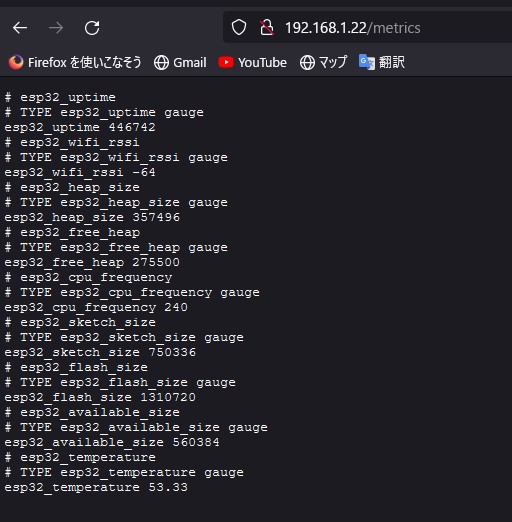 192.168.1.22/metrics
Firefox を使いこなそう Gmail YouTube マップ 翻訳
# esp32_uptime
# TYPE esp32_uptime gauge
esp32_uptime 446742
# esp32_wifi_rssi
# TYPE esp32_wifi_rssi gauge
esp32_wifi_rssi -64
# esp32_heap_size
# TYPE esp32_heap_size gauge
esp32_heap_size 357496
# esp32_free_heap
# TYPE esp32_free_heap gauge
esp32_free_heap 275500
# esp32_cpu_frequency
# TYPE esp32_cpu_frequency gauge
esp32_cpu_frequency 240
# esp32_sketch_size
# TYPE esp32_sketch_size gauge
esp32_sketch_size 750336
# esp32_flash_size
# TYPE esp32_flash_size gauge
esp32_flash_size 1310720
# esp32_available_size
# TYPE esp32_available_size gauge
esp32_available_size 560384
# esp32_temperature
# TYPE esp32_temperature gauge
esp32_temperature 53.33